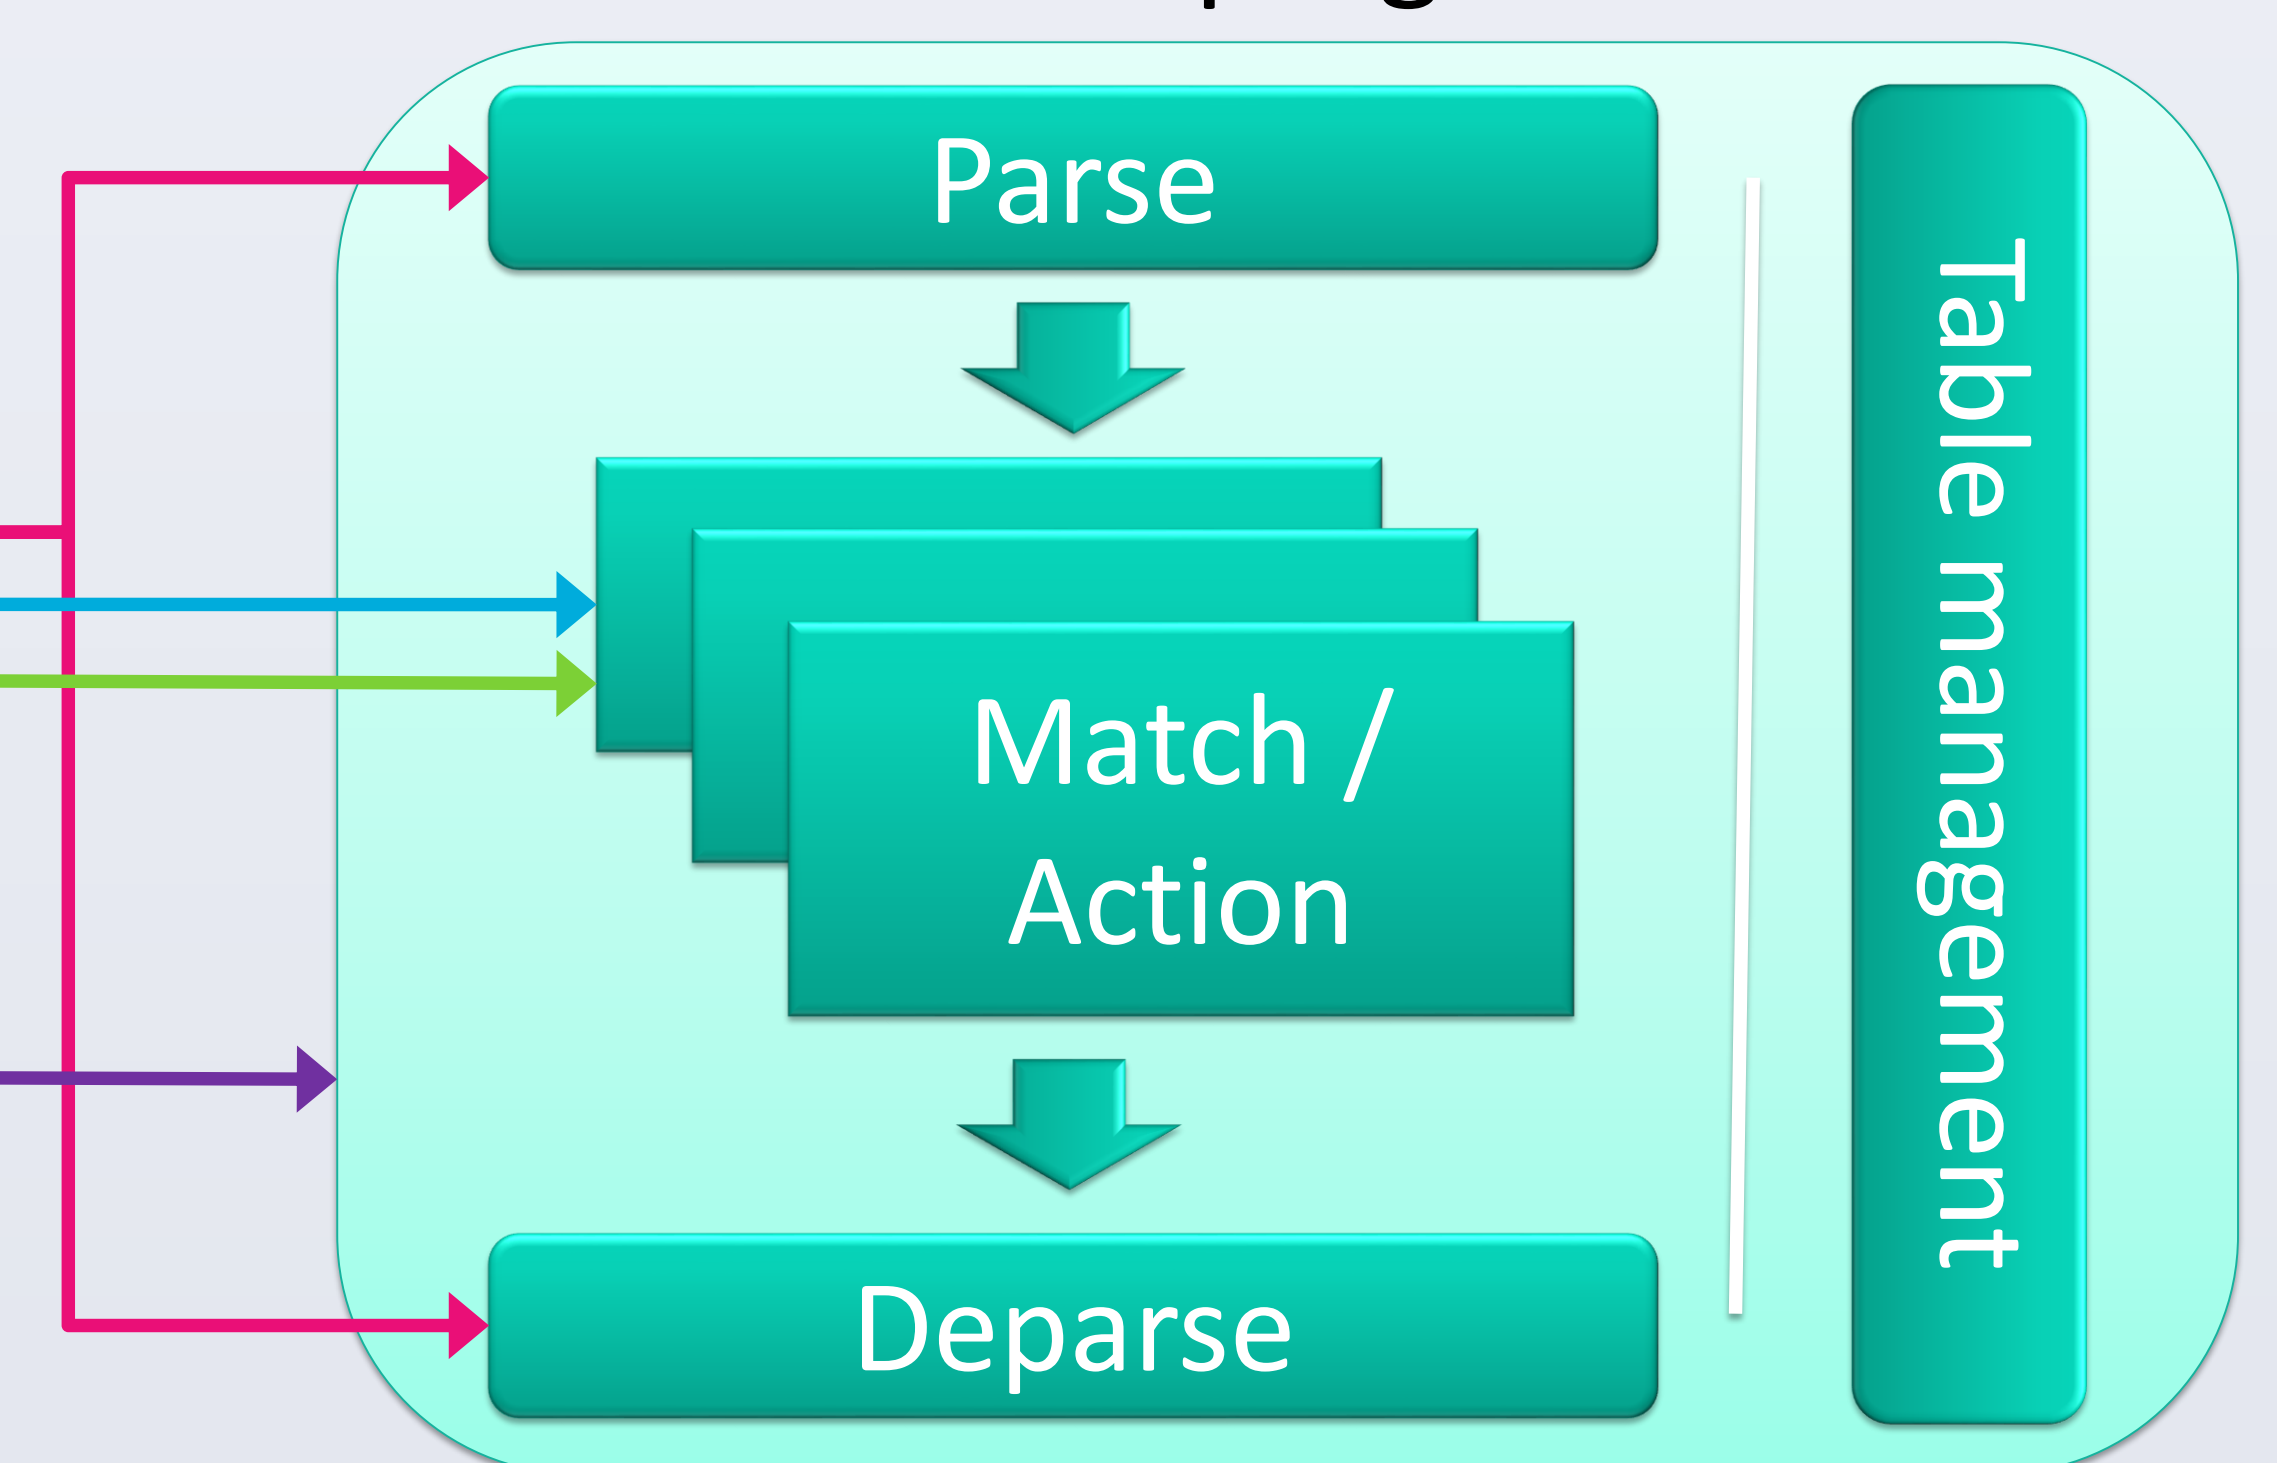 Parse
Match /
Action
Deparse
Table management